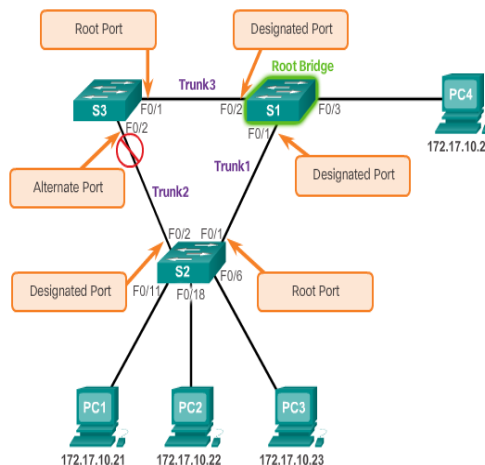 Root Port
Designated Port
Root Bridge
Trunk3
S3
F0/1
F0/2
S1
F0/3
PC4
F0/2
F0/1
172.17.10.2
Alternate Port
Trunk1
Designated Port
Trunk2
F0/2
F0/1
S2
Designated Port
F0/11
F0/18
F0/6
Root Port
PC1
PC2
PC3
172.17.10.21
172.17.10.22
172.17.10.23